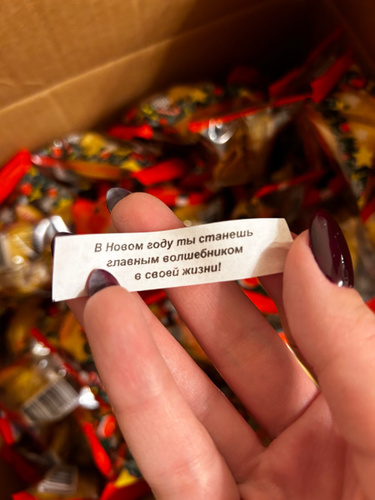 В Новом году ты станешь
главным волшебником
в своей жизни!